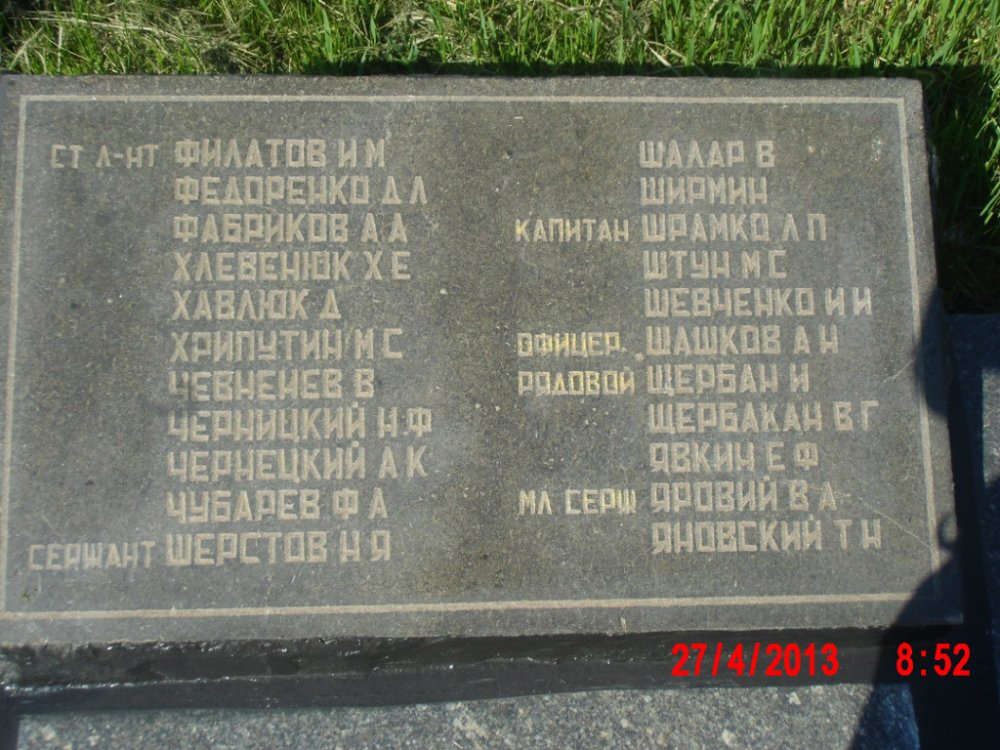 СТ Л-НТ ФИЛАТОВ И М
ФЕДОРЕНКО Д Л
ФАБРИКОВ А А
ХЛЕВЕНЮК Х Е
ХАВЛЮК Д
ХРИПУТИН М С
ЧЕВНЕНЕВ В
ЧЕРНИЦКИЙ Н Ф
ЧЕРНЕЦКИЙ А К
ЧУБАРЕВ Ф А
СЕРЖАНТ ШЕРСТОВ Н Я
ШАЛАР В
ШИРМИН
КАПИТАН ШРАМКО Л П
ШТУН М С
ШЕВЧЕНКО И И
ОФИЦЕР. ШАШКОВ А Н
РЯДОВОЙ ЩЕРБАН И
ЩЕРБАКАН В Г
ЯВКИН Е Ф
МЛ СЕРЖ ЯРОВИЙ В А
ЯНОВСКИЙ Т Н
27/4/2013 8:52